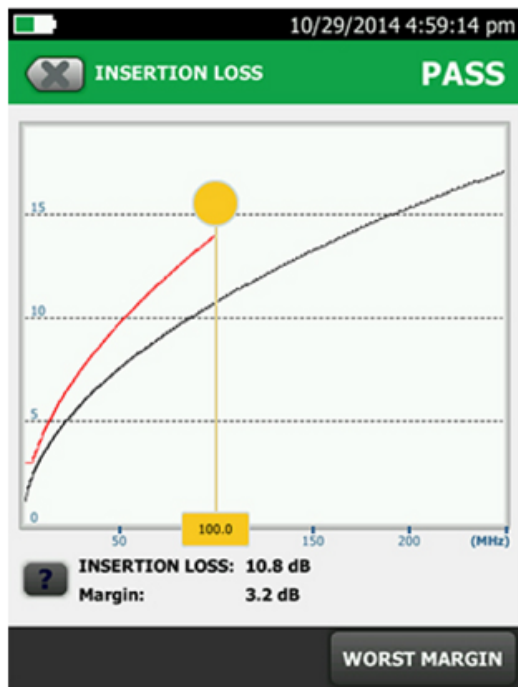 10/29/2014 4:59:14 pm
INSERTION LOSS PASS
15
10
5
0
100.0
50 150 200 (MHz)
? INSERTION LOSS: 10.8 dB
Margin: 3.2 dB
WORST MARGIN